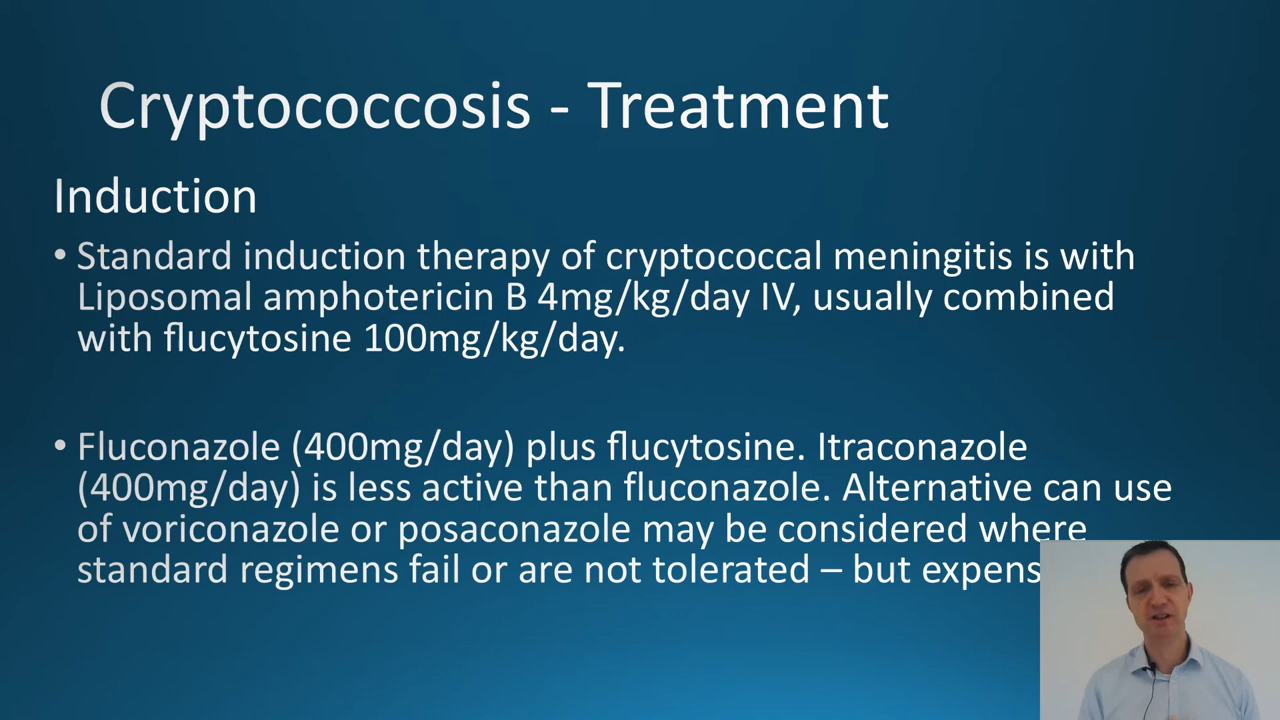 Cryptococcosis - Treatment
Induction
• Standard induction therapy of cryptococcal meningitis is with
Liposomal amphotericin B 4mg/kg/day IV, usually combined
with flucytosine 100mg/kg/day.
• Fluconazole (400mg/day) plus flucytosine. Itraconazole
(400mg/day) is less active than fluconazole. Alternative can use
of voriconazole or posaconazole may be considered where
standard regimens fail or are not tolerated – but